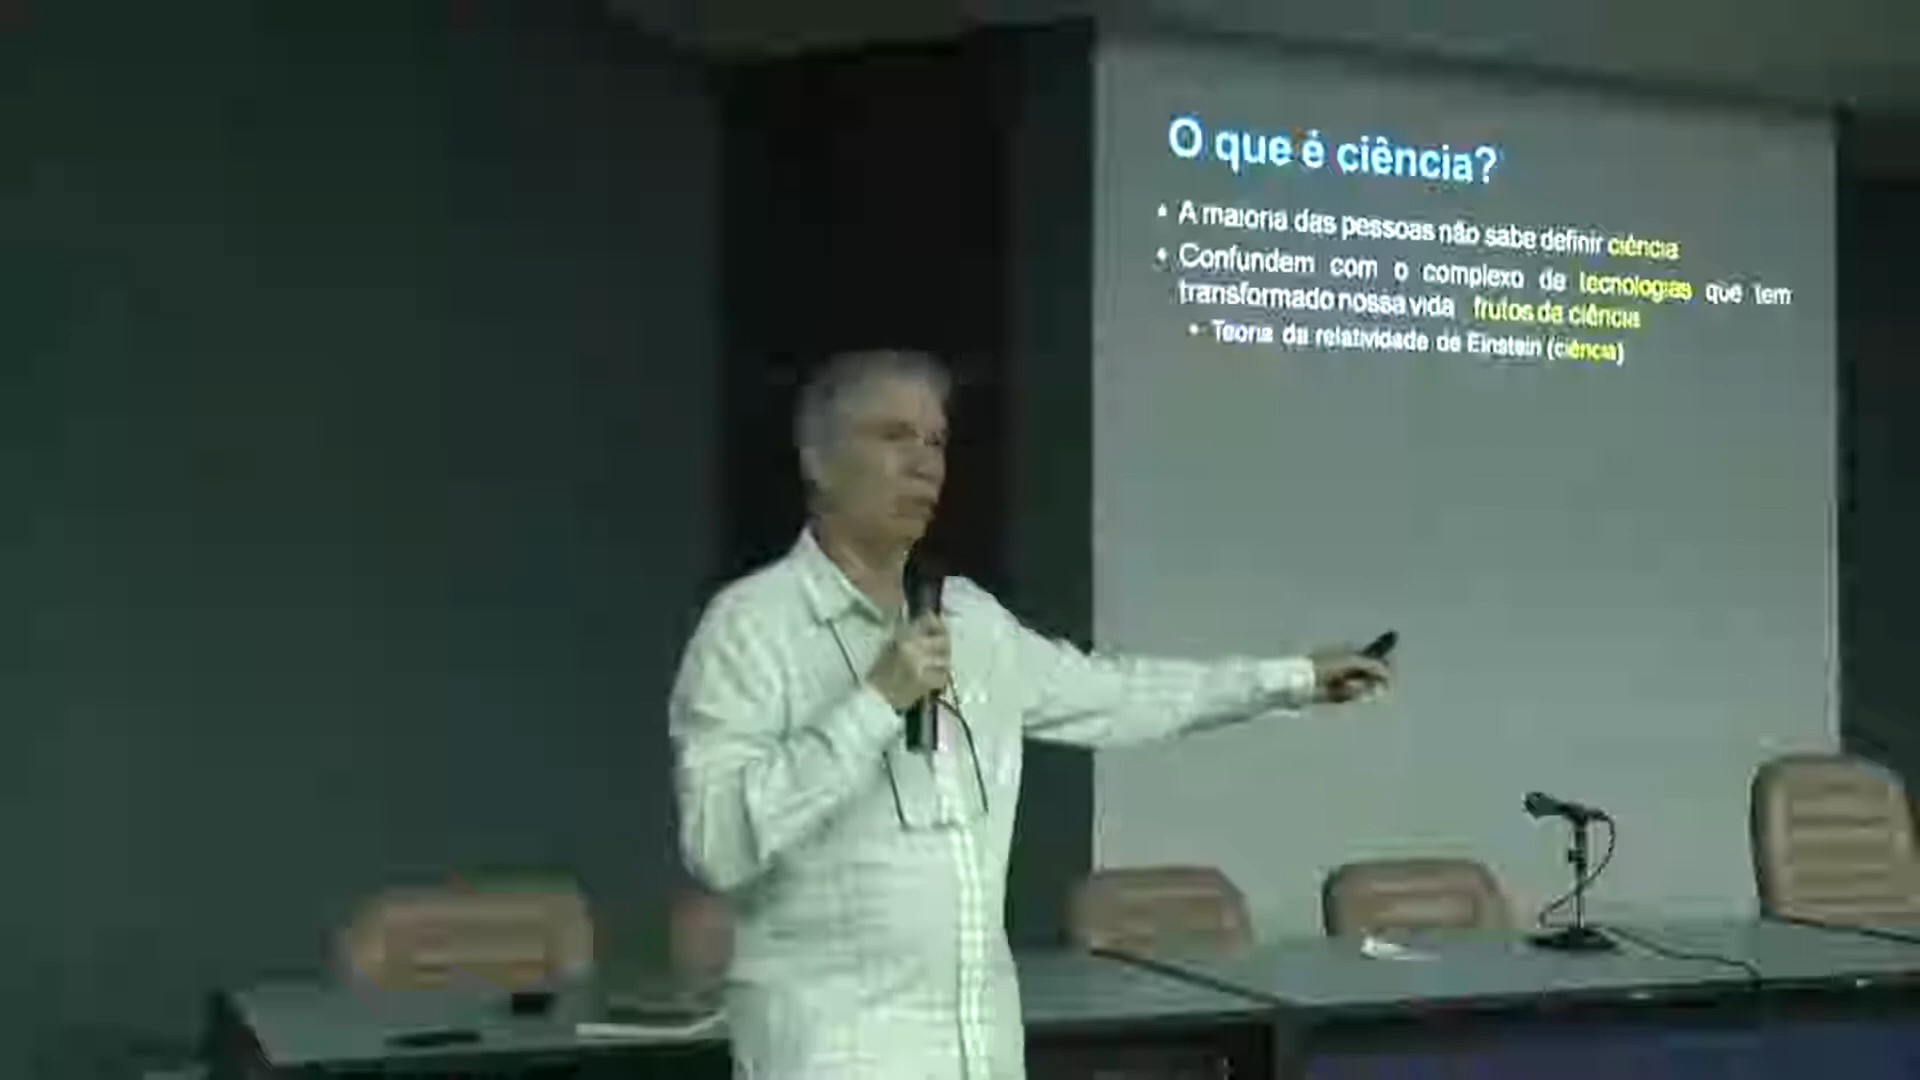 O que é ciência?
• A maioria das pessoas não sabe definir ciência
• Confundem com o complexo de tecnologias que tem
transformado nossa vida frutos da ciência
• Teoria da relatividade de Einstein (ciência)